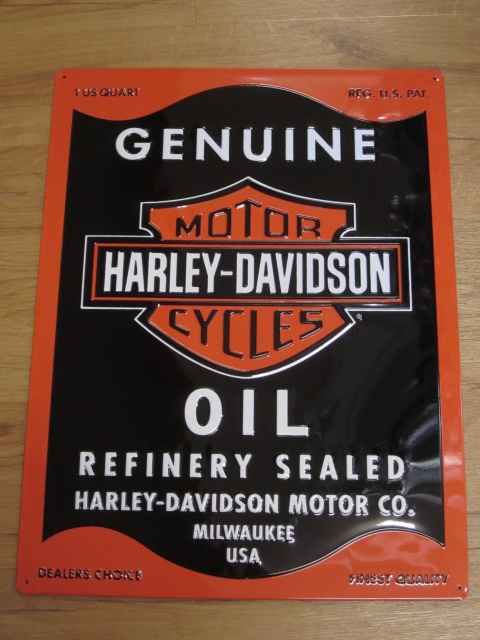 1 US QUART REG. U.S. PAT.
GENUINE
MOTOR
HARLEY-DAVIDSON
CYCLES ®
OIL
REFINERY SEALED
HARLEY-DAVIDSON MOTOR CO.
MILWAUKEE
USA
DEALERS CHOICE FINEST QUALITY